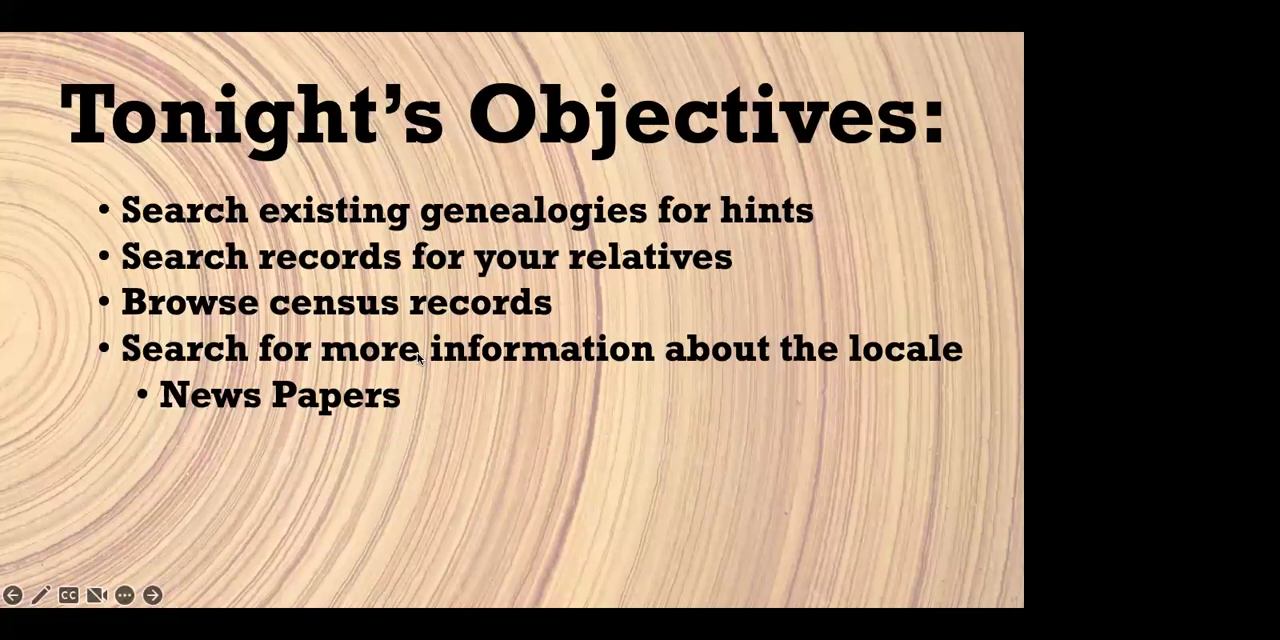 Tonight’s Objectives:
• Search existing genealogies for hints
• Search records for your relatives
• Browse census records
• Search for more information about the locale
• News Papers
CC